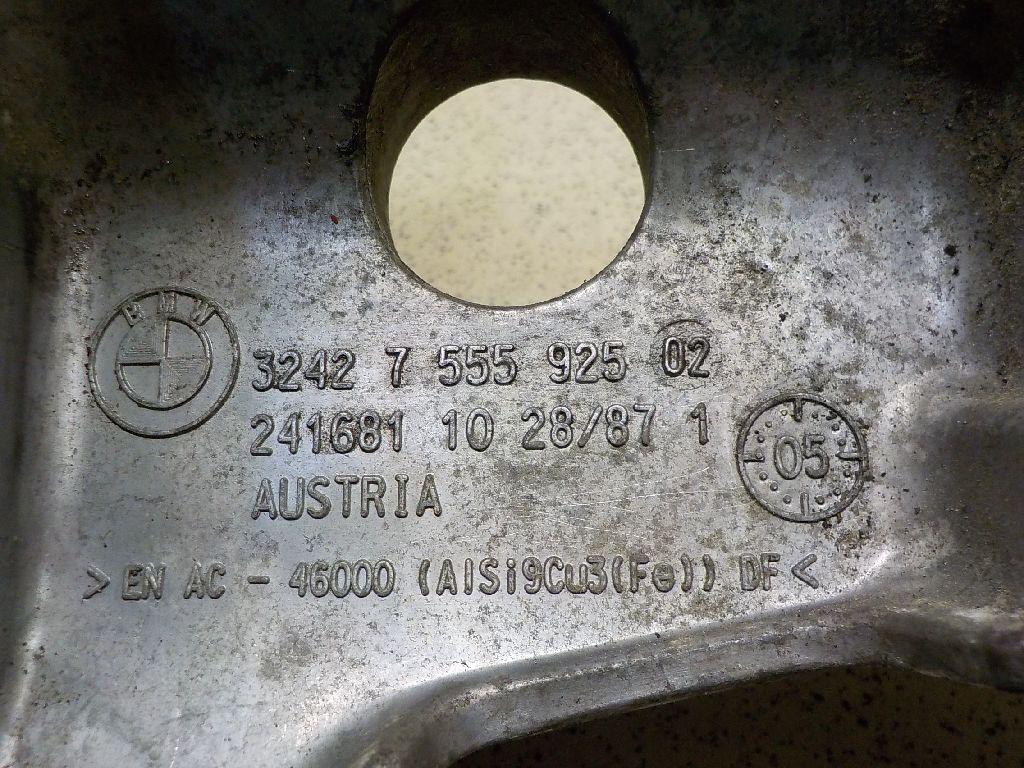 BMW
3242 7 555 925 02
241681 10 28/87 1
05
AUSTRIA
>EN AC - 46000 (AlSi9Cu3(Fe)) DF<